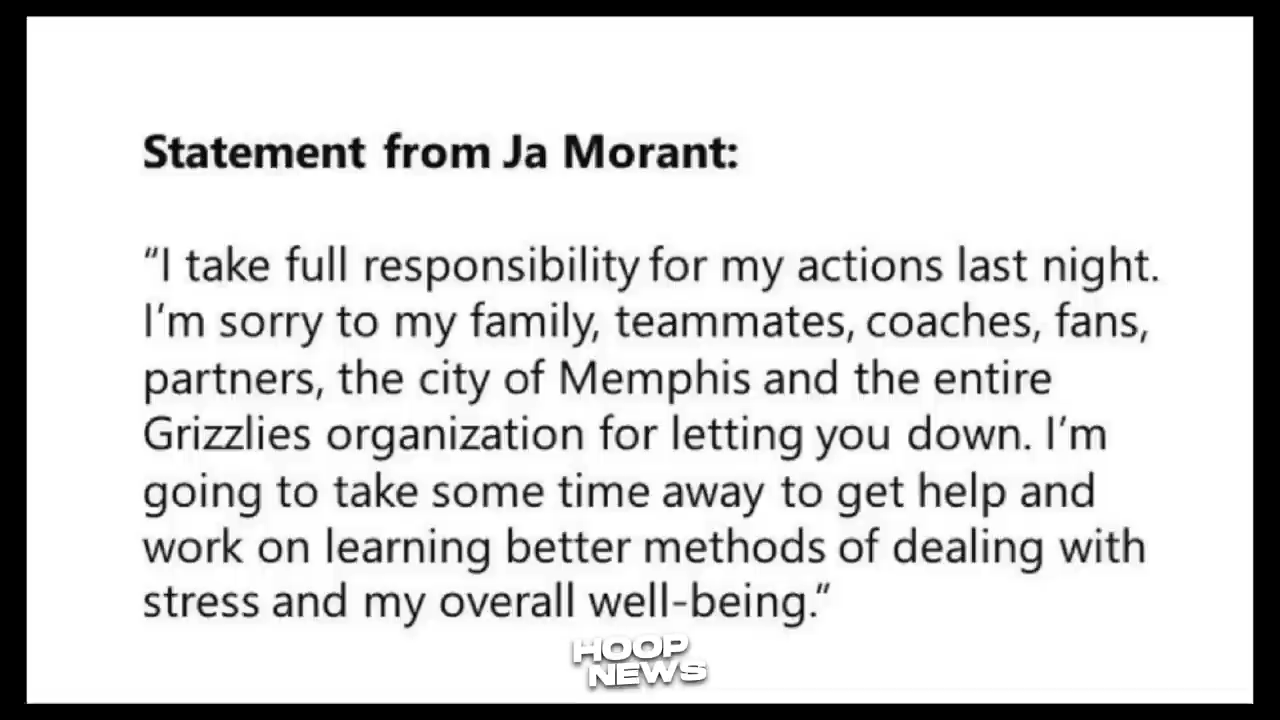 Statement from Ja Morant:
“I take full responsibility for my actions last night.
I’m sorry to my family, teammates, coaches, fans,
partners, the city of Memphis and the entire
Grizzlies organization for letting you down. I’m
going to take some time away to get help and
work on learning better methods of dealing with
stress and my overall well-being.”
HOOP
NEWS